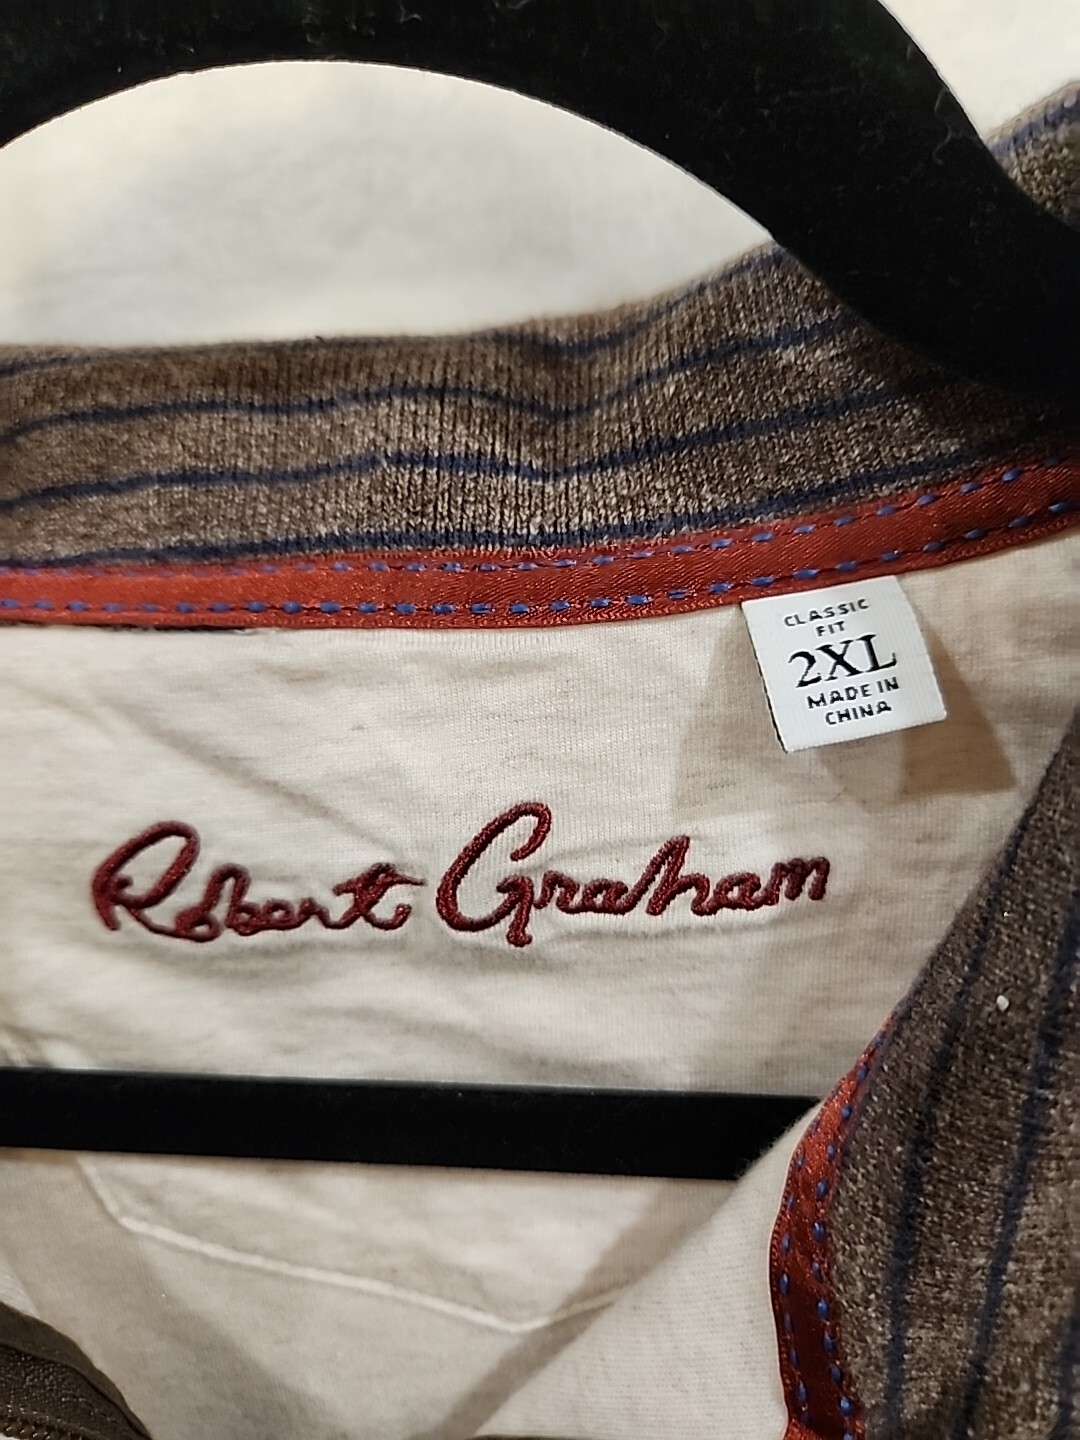 CLASSIC
FIT
2XL
MADE IN
CHINA
Robert Graham